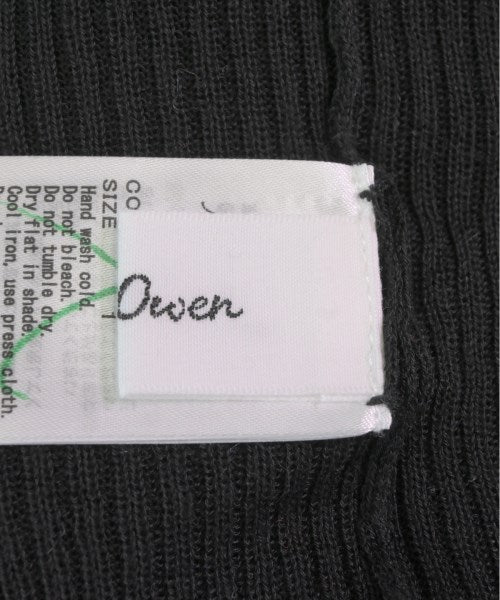 Owen
CO
SIZE 1
Hand wash cold.
Do not bleach.
Do not tumble dry.
Dry flat in shade.
Cool iron, use press cloth.